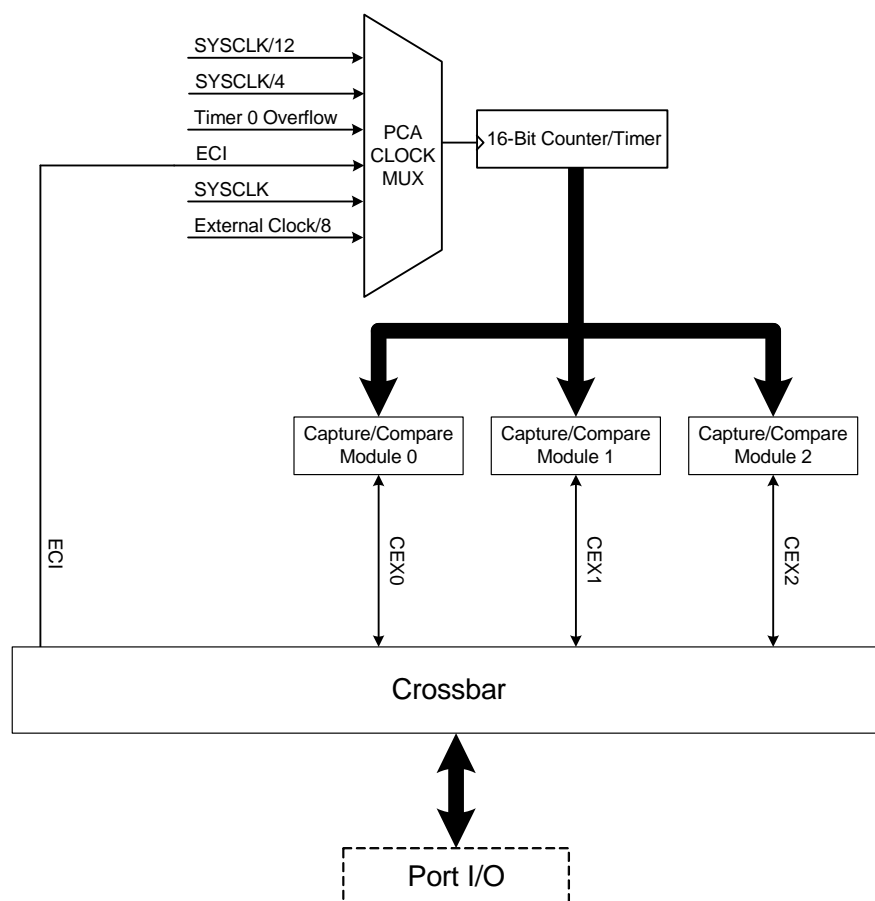 SYSCLK/12
SYSCLK/4
Timer 0 Overflow
ECI
SYSCLK
External Clock/8
PCA
CLOCK
MUX
16-Bit Counter/Timer
Capture/Compare
Module 0
Capture/Compare
Module 1
Capture/Compare
Module 2
ECI
CEX0
CEX1
CEX2
Crossbar
Port I/O